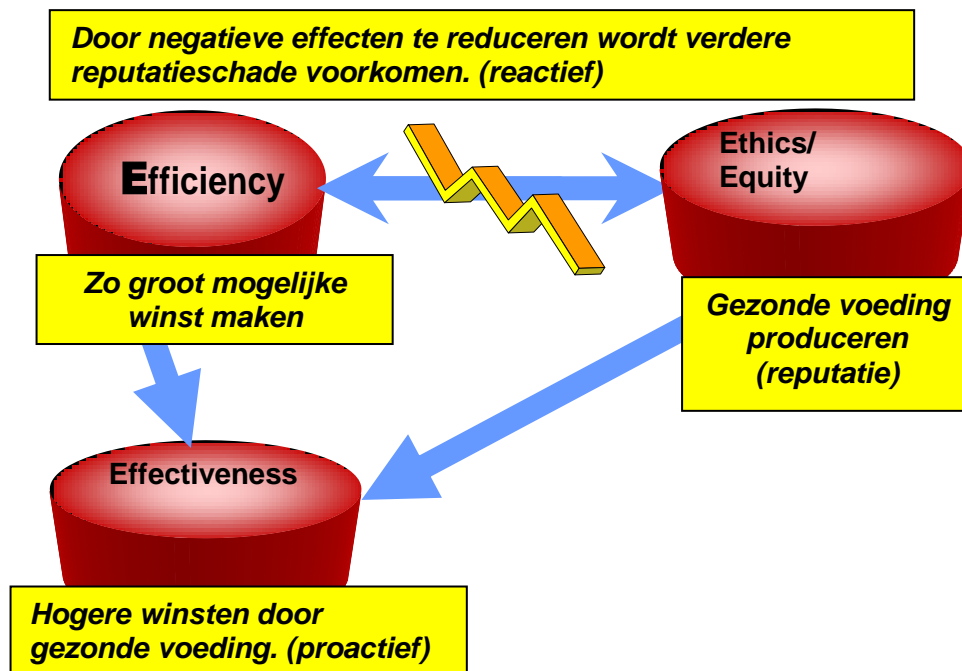 Door negatieve effecten te reduceren wordt verdere
reputatieschade voorkomen. (reactief)
Efficiency
Ethics/
Equity
Zo groot mogelijke
winst maken
Gezonde voeding
produceren
(reputatie)
Effectiveness
Hogere winsten door
gezonde voeding. (proactief)